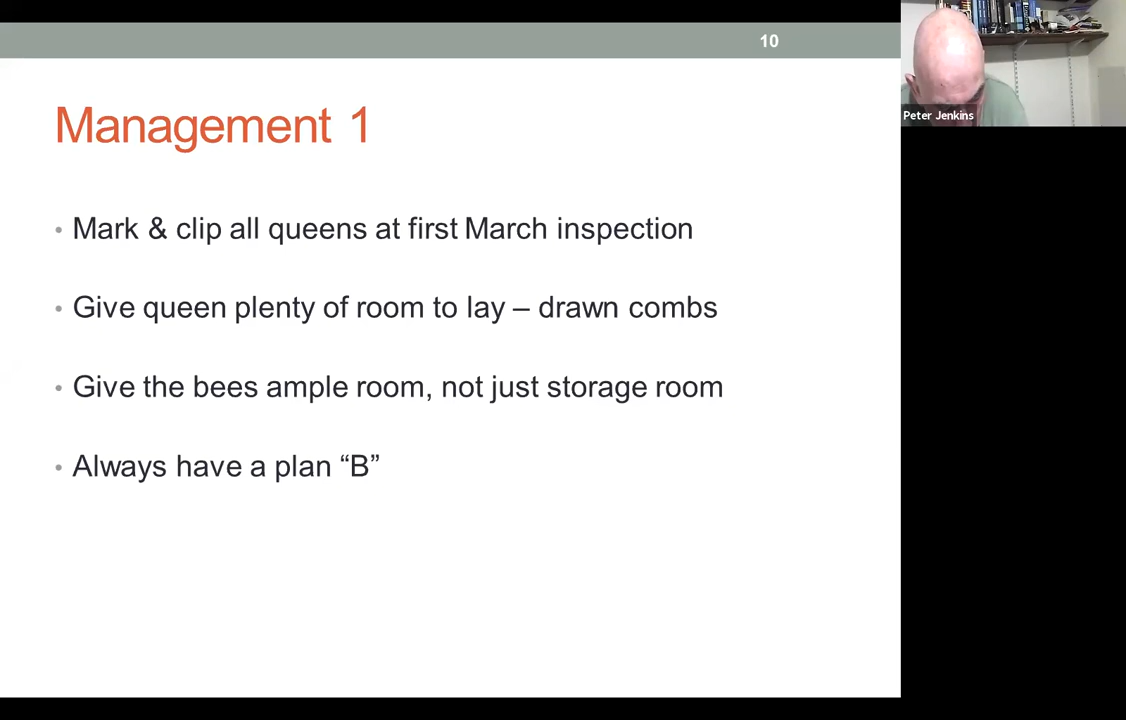 10
Peter Jenkins
Management 1
• Mark & clip all queens at first March inspection
• Give queen plenty of room to lay – drawn combs
• Give the bees ample room, not just storage room
• Always have a plan “B”